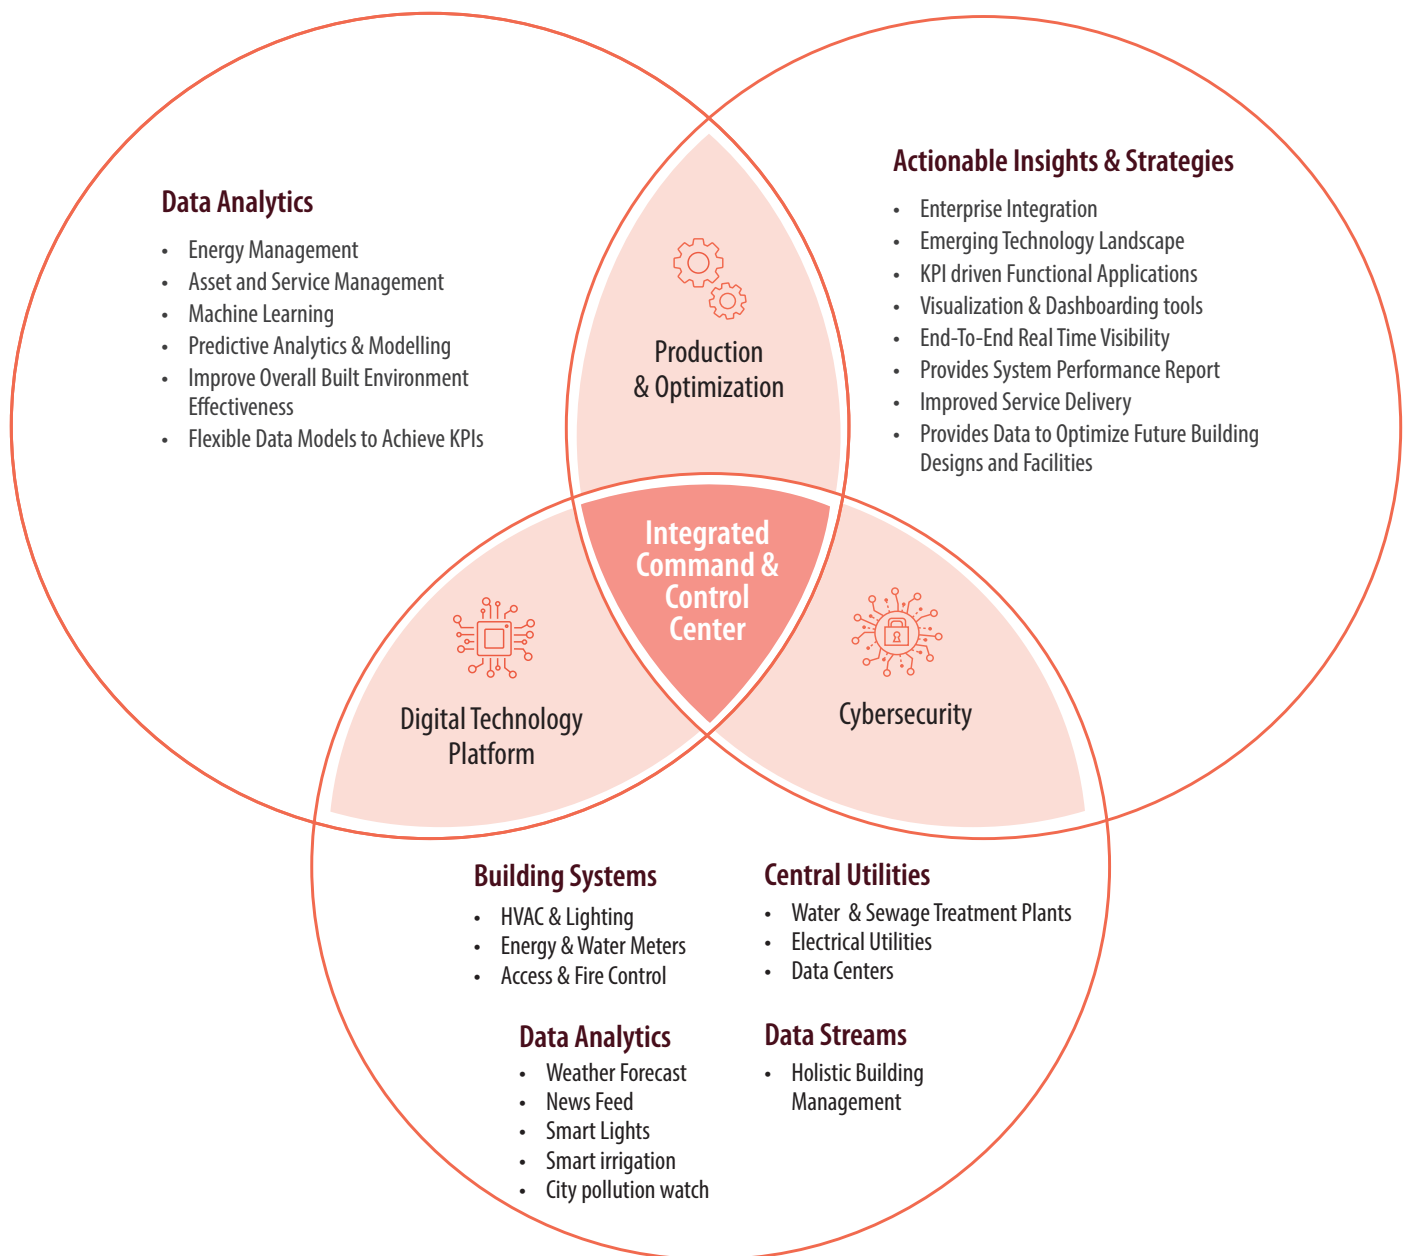 Data Analytics
• Energy Management
• Asset and Service Management
• Machine Learning
• Predictive Analytics & Modelling
• Improve Overall Built Environment
Effectiveness
• Flexible Data Models to Achieve KPIs
Production
& Optimization
Actionable Insights & Strategies
• Enterprise Integration
• Emerging Technology Landscape
• KPI driven Functional Applications
• Visualization & Dashboarding tools
• End-To-End Real Time Visibility
• Provides System Performance Report
• Improved Service Delivery
• Provides Data to Optimize Future Building
Designs and Facilities
Integrated
Command &
Control
Center
Digital Technology
Platform
Cybersecurity
Building Systems
• HVAC & Lighting
• Energy & Water Meters
• Access & Fire Control
Central Utilities
• Water & Sewage Treatment Plants
• Electrical Utilities
• Data Centers
Data Analytics
• Weather Forecast
• News Feed
• Smart Lights
• Smart irrigation
• City pollution watch
Data Streams
• Holistic Building
Management